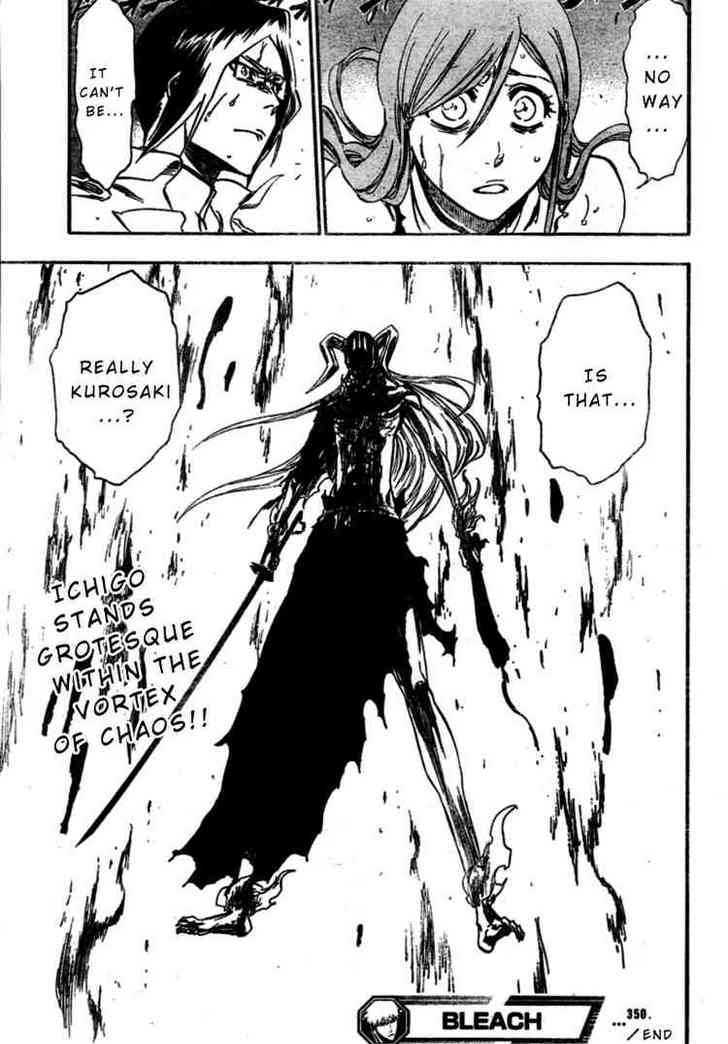 ...
NO
WAY
...
IT
CAN'T
BE...
IS
THAT...
REALLY
KUROSAKI
...?
ICHIGO
STANDS
GROTESQUE
WITHIN THE
VORTEX
OF CHAOS!!
BLEACH
...350.
/END